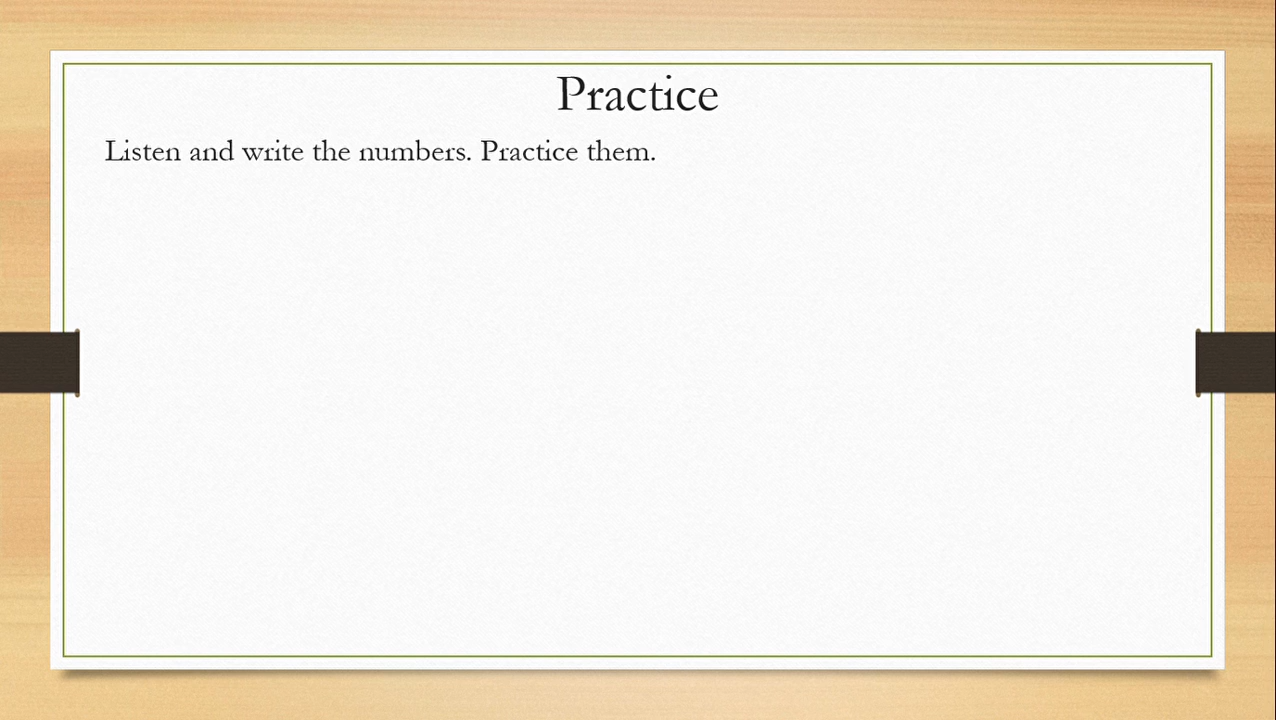 Practice
Listen and write the numbers. Practice them.